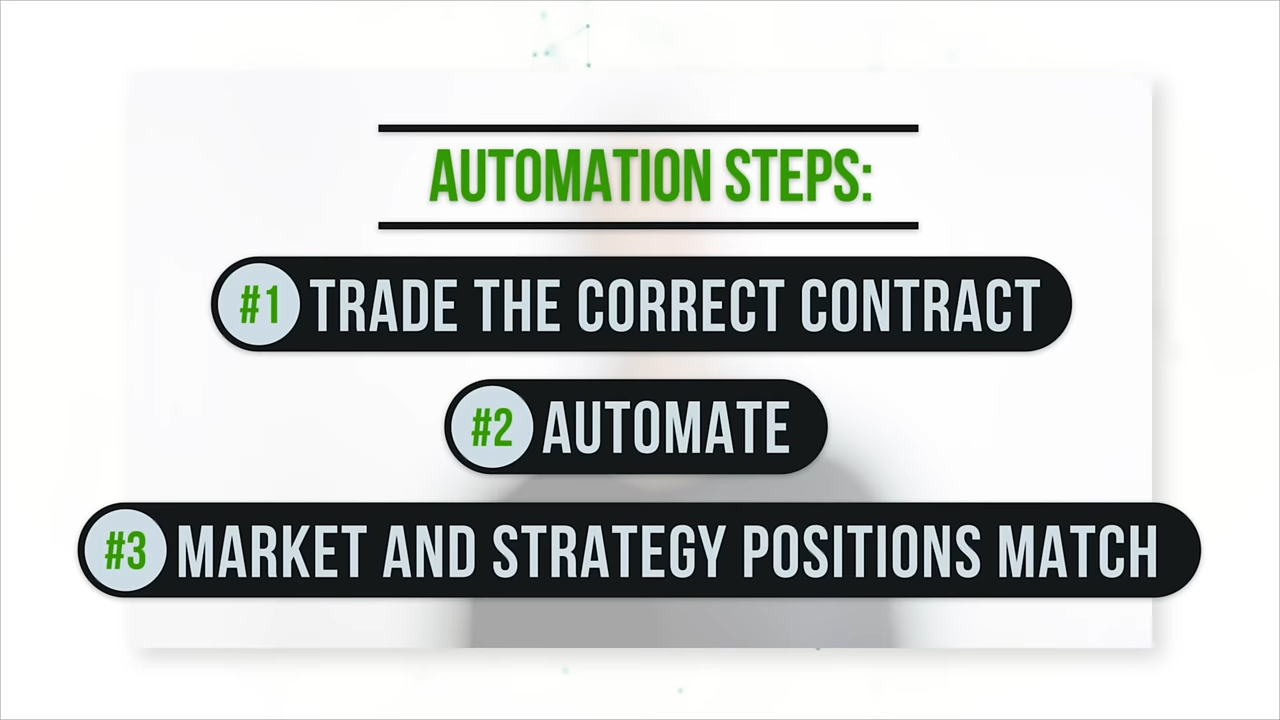 AUTOMATION STEPS:
#1 TRADE THE CORRECT CONTRACT
#2 AUTOMATE
#3 MARKET AND STRATEGY POSITIONS MATCH